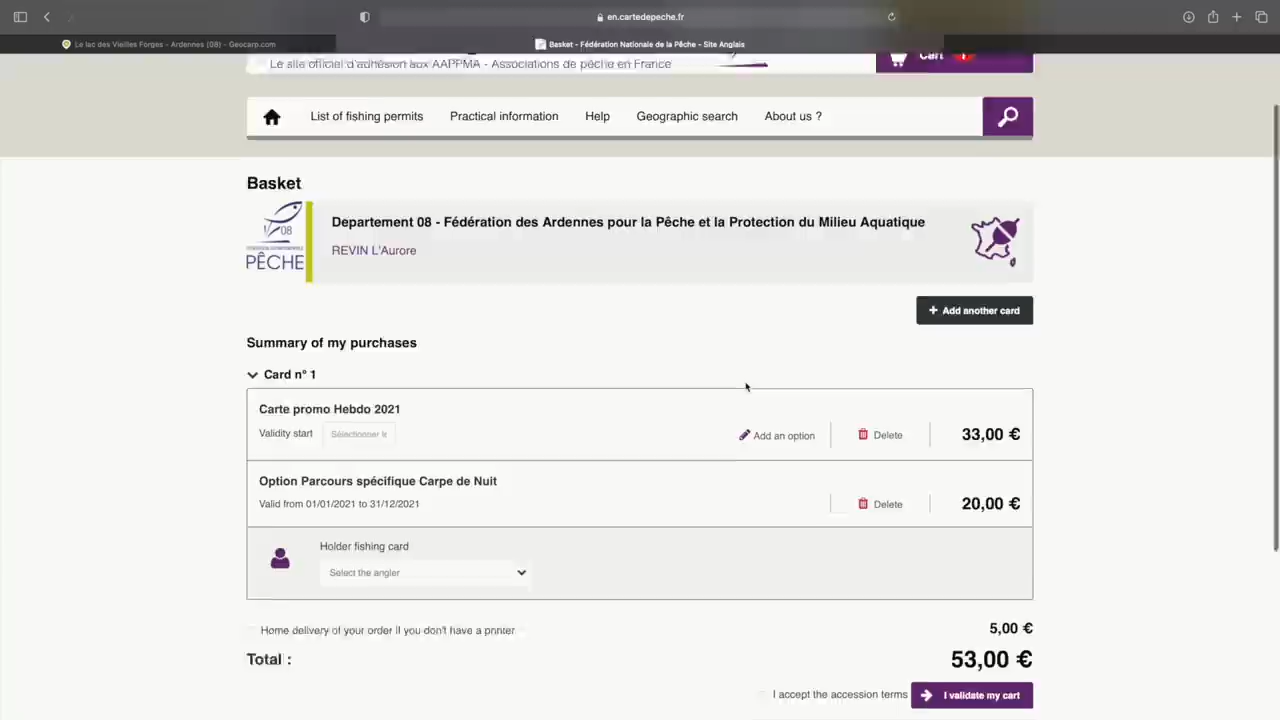 en.cartedepeche.fr
Le lac des Vieilles Forges - Ardennes (08) - Geocarp.com
Basket - Fédération Nationale de la Pêche - Site Anglais
Le site officiel d'adhésion aux AAPPMA - Associations de pêche en France
Cart
List of fishing permits
Practical information
Help
Geographic search
About us ?
Basket
08
PÊCHE
Departement 08 - Fédération des Ardennes pour la Pêche et la Protection du Milieu Aquatique
REVIN L'Aurore
+ Add another card
Summary of my purchases
Card n° 1
Carte promo Hebdo 2021
Validity start
Sélectionner le
Add an option
Delete
33,00 €
Option Parcours spécifique Carpe de Nuit
Valid from 01/01/2021 to 31/12/2021
Delete
20,00 €
Holder fishing card
Select the angler
Home delivery of your order if you don't have a printer
5,00 €
Total :
53,00 €
I accept the accession terms
I validate my cart